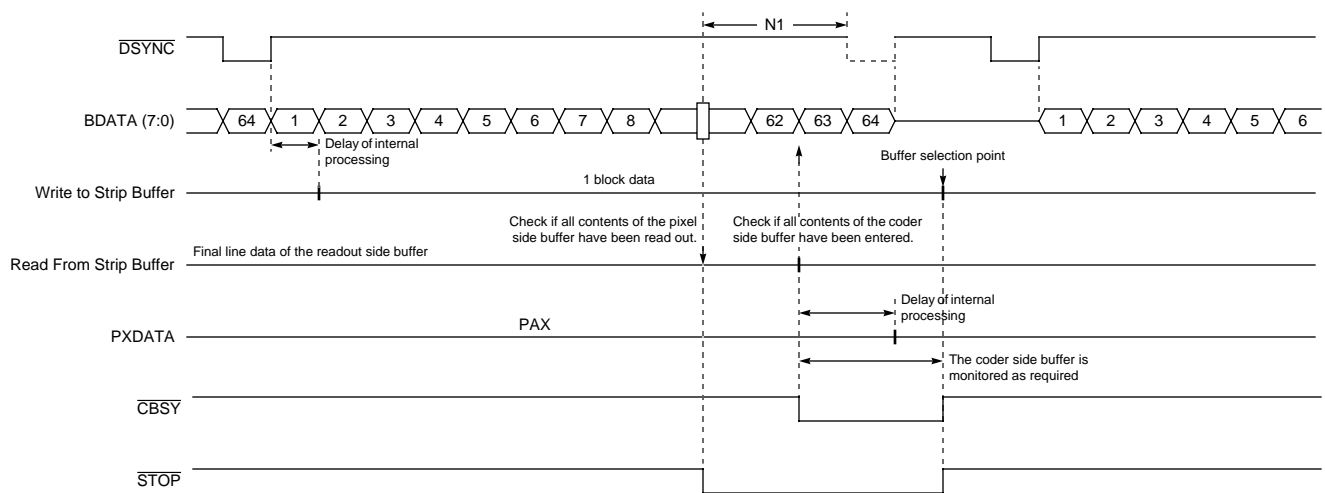 N1
DSYNC
BDATA (7:0) 64 1 2 3 4 5 6 7 8 62 63 64 1 2 3 4 5 6
Delay of internal
processing
Buffer selection point
Write to Strip Buffer
1 block data
Check if all contents of the pixel
side buffer have been read out.
Check if all contents of the coder
side buffer have been entered.
Final line data of the readout side buffer
Read From Strip Buffer
Delay of internal
processing
PXDATA
PAX
The coder side buffer is
monitored as required
CBSY
STOP